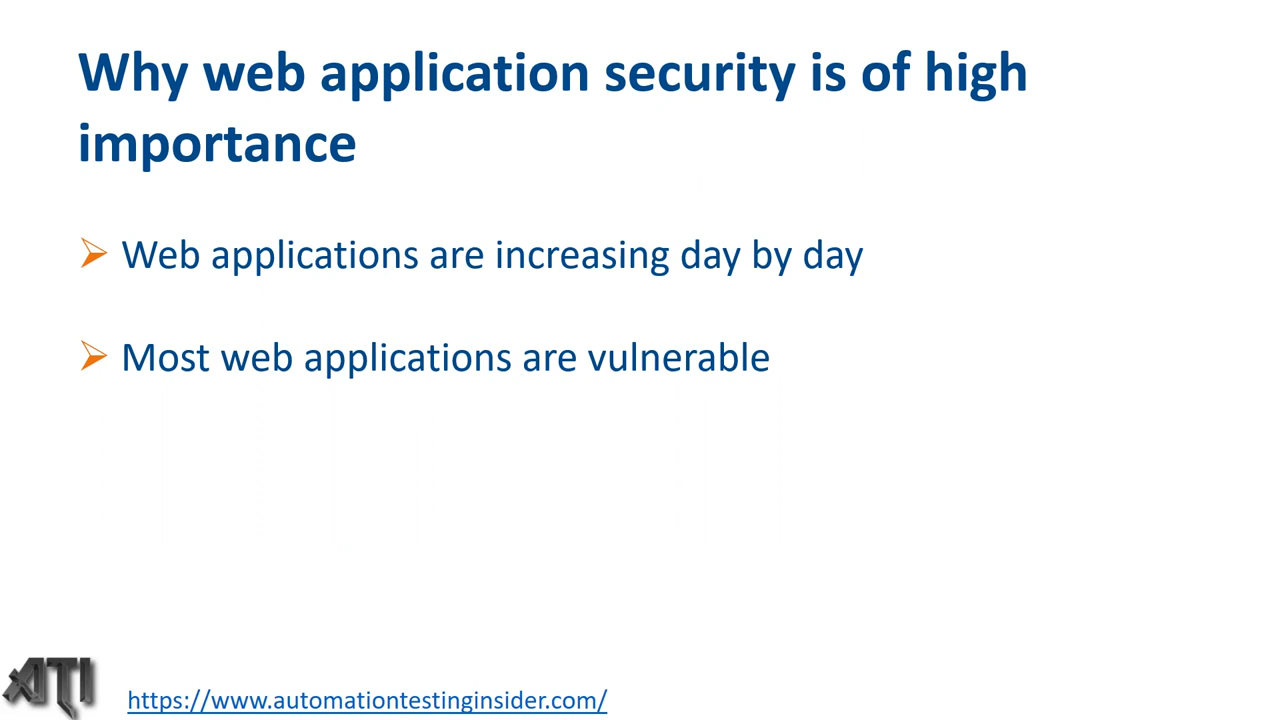 Why web application security is of high
importance
Web applications are increasing day by day
Most web applications are vulnerable
ATI
https://www.automationtestinginsider.com/